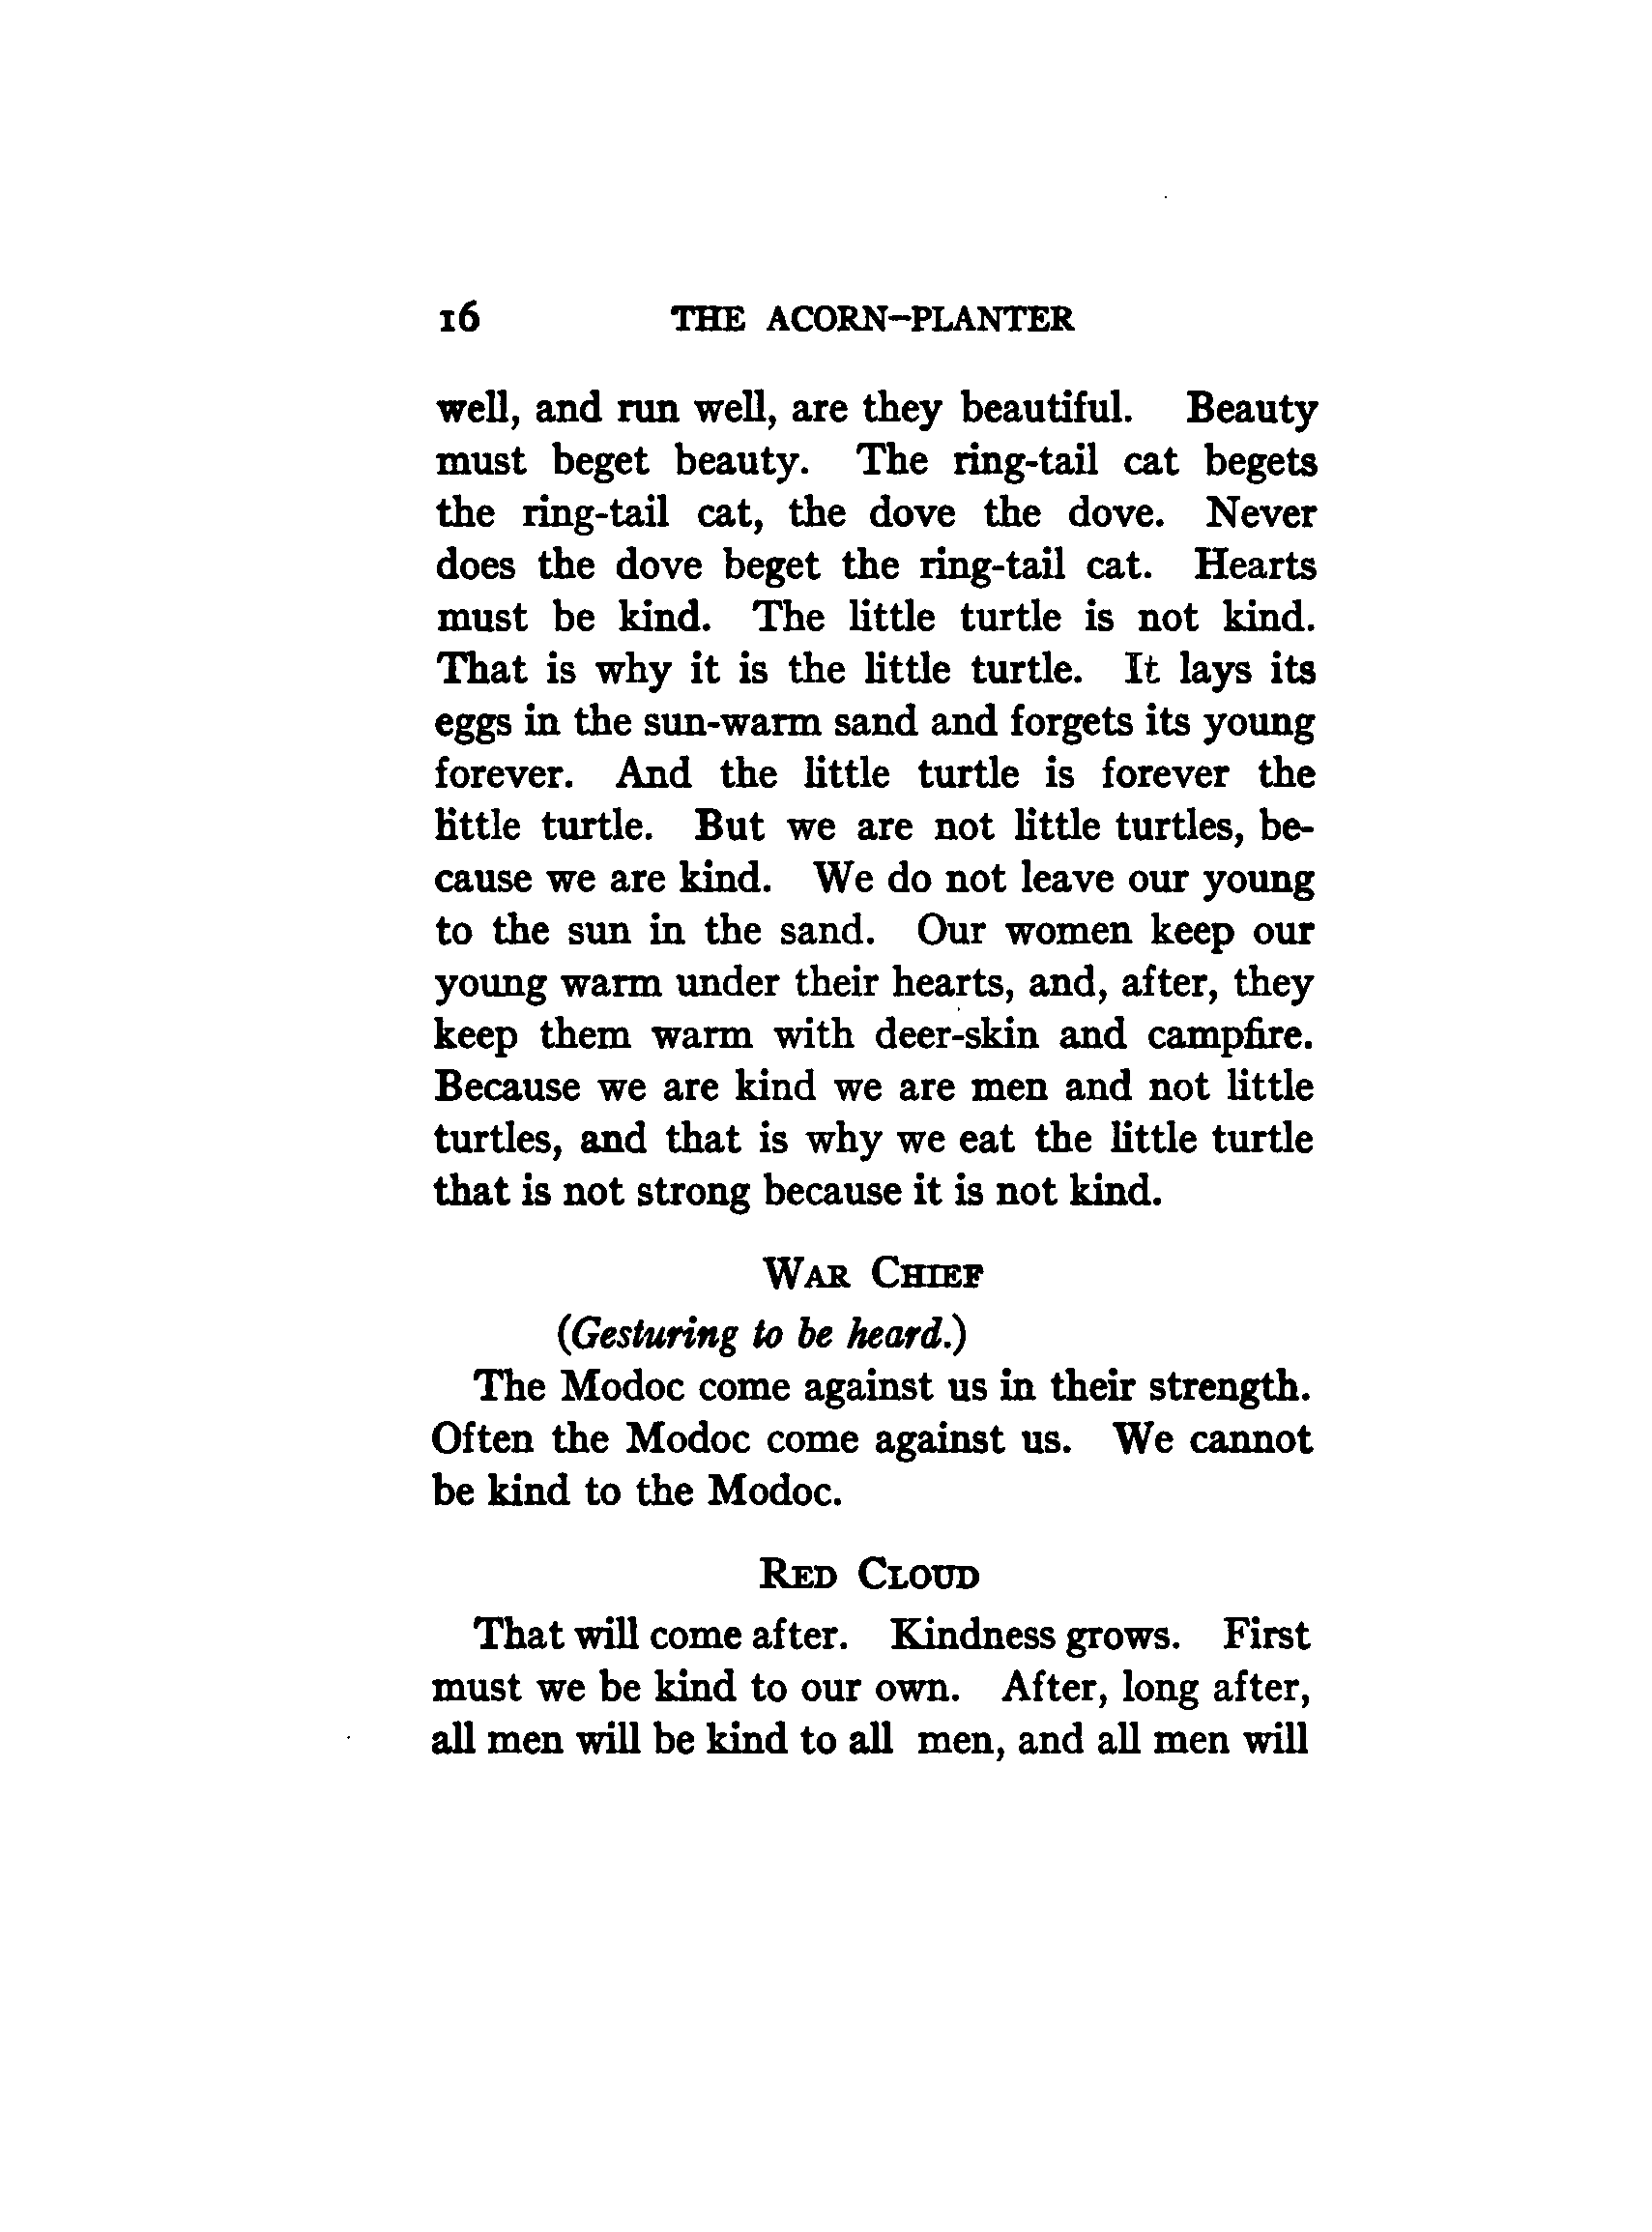 16 THE ACORN-PLANTER
well, and run well, are they beautiful. Beauty
must beget beauty. The ring-tail cat begets
the ring-tail cat, the dove the dove. Never
does the dove beget the ring-tail cat. Hearts
must be kind. The little turtle is not kind.
That is why it is the little turtle. It lays its
eggs in the sun-warm sand and forgets its young
forever. And the little turtle is forever the
little turtle. But we are not little turtles, be-
cause we are kind. We do not leave our young
to the sun in the sand. Our women keep our
young warm under their hearts, and, after, they
keep them warm with deer-skin and campfire.
Because we are kind we are men and not little
turtles, and that is why we eat the little turtle
that is not strong because it is not kind.
WAR CHIEF
(Gesturing to be heard.)
The Modoc come against us in their strength.
Often the Modoc come against us. We cannot
be kind to the Modoc.
RED CLOUD
That will come after. Kindness grows. First
must we be kind to our own. After, long after,
all men will be kind to all men, and all men will